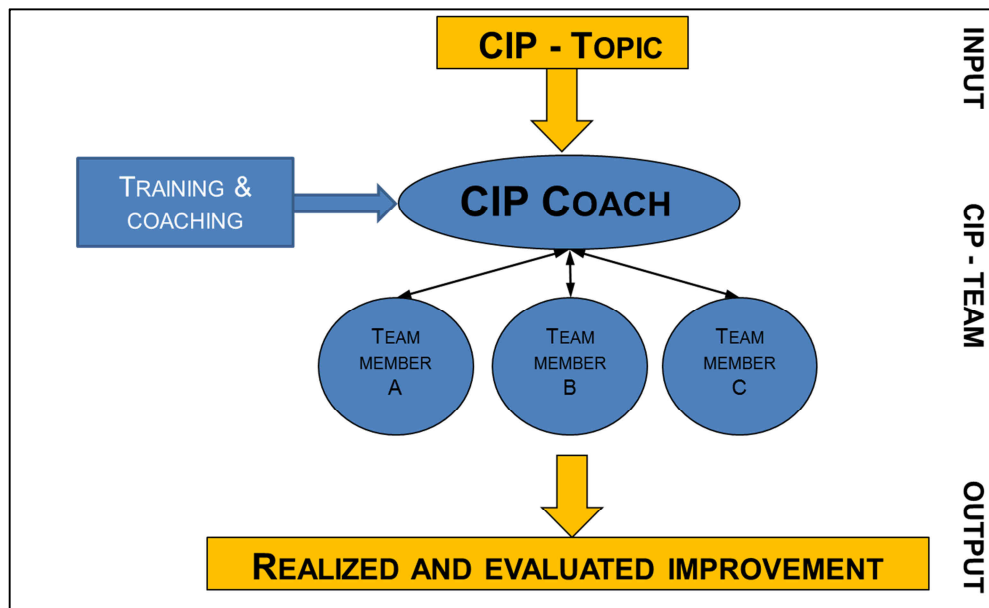 CIP - TOPIC
INPUT
TRAINING &
COACHING
CIP COACH
CIP - TEAM
TEAM
MEMBER
A
TEAM
MEMBER
B
TEAM
MEMBER
C
OUTPUT
REALIZED AND EVALUATED IMPROVEMENT